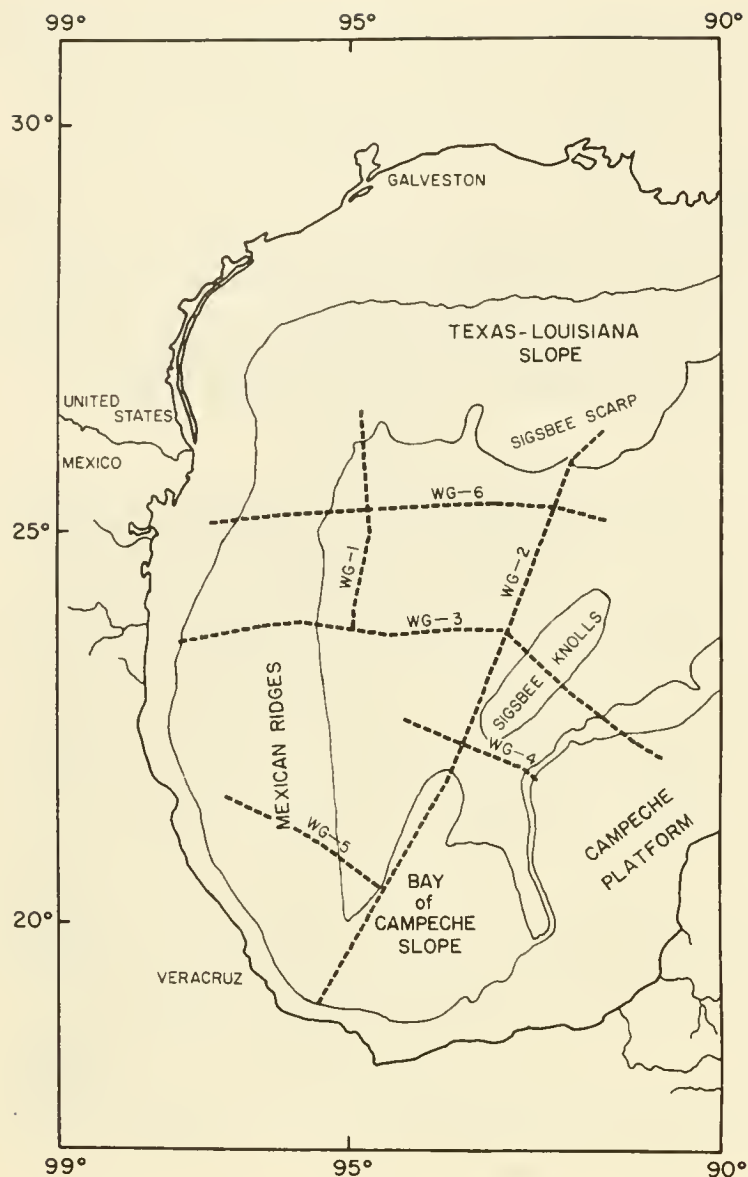 99°
95°
90°
30°
GALVESTON
TEXAS-LOUISIANA
SLOPE
UNITED
STATES
MEXICO
SIGSBEE SCARP
WG-6
25°
WG-1
WG-2
WG-3
SIGSBEE KNOLLS
MEXICAN RIDGES
WG-4
WG-5
CAMPECHE
PLATFORM
BAY
of
CAMPECHE
SLOPE
20°
VERACRUZ
99°
95°
90°